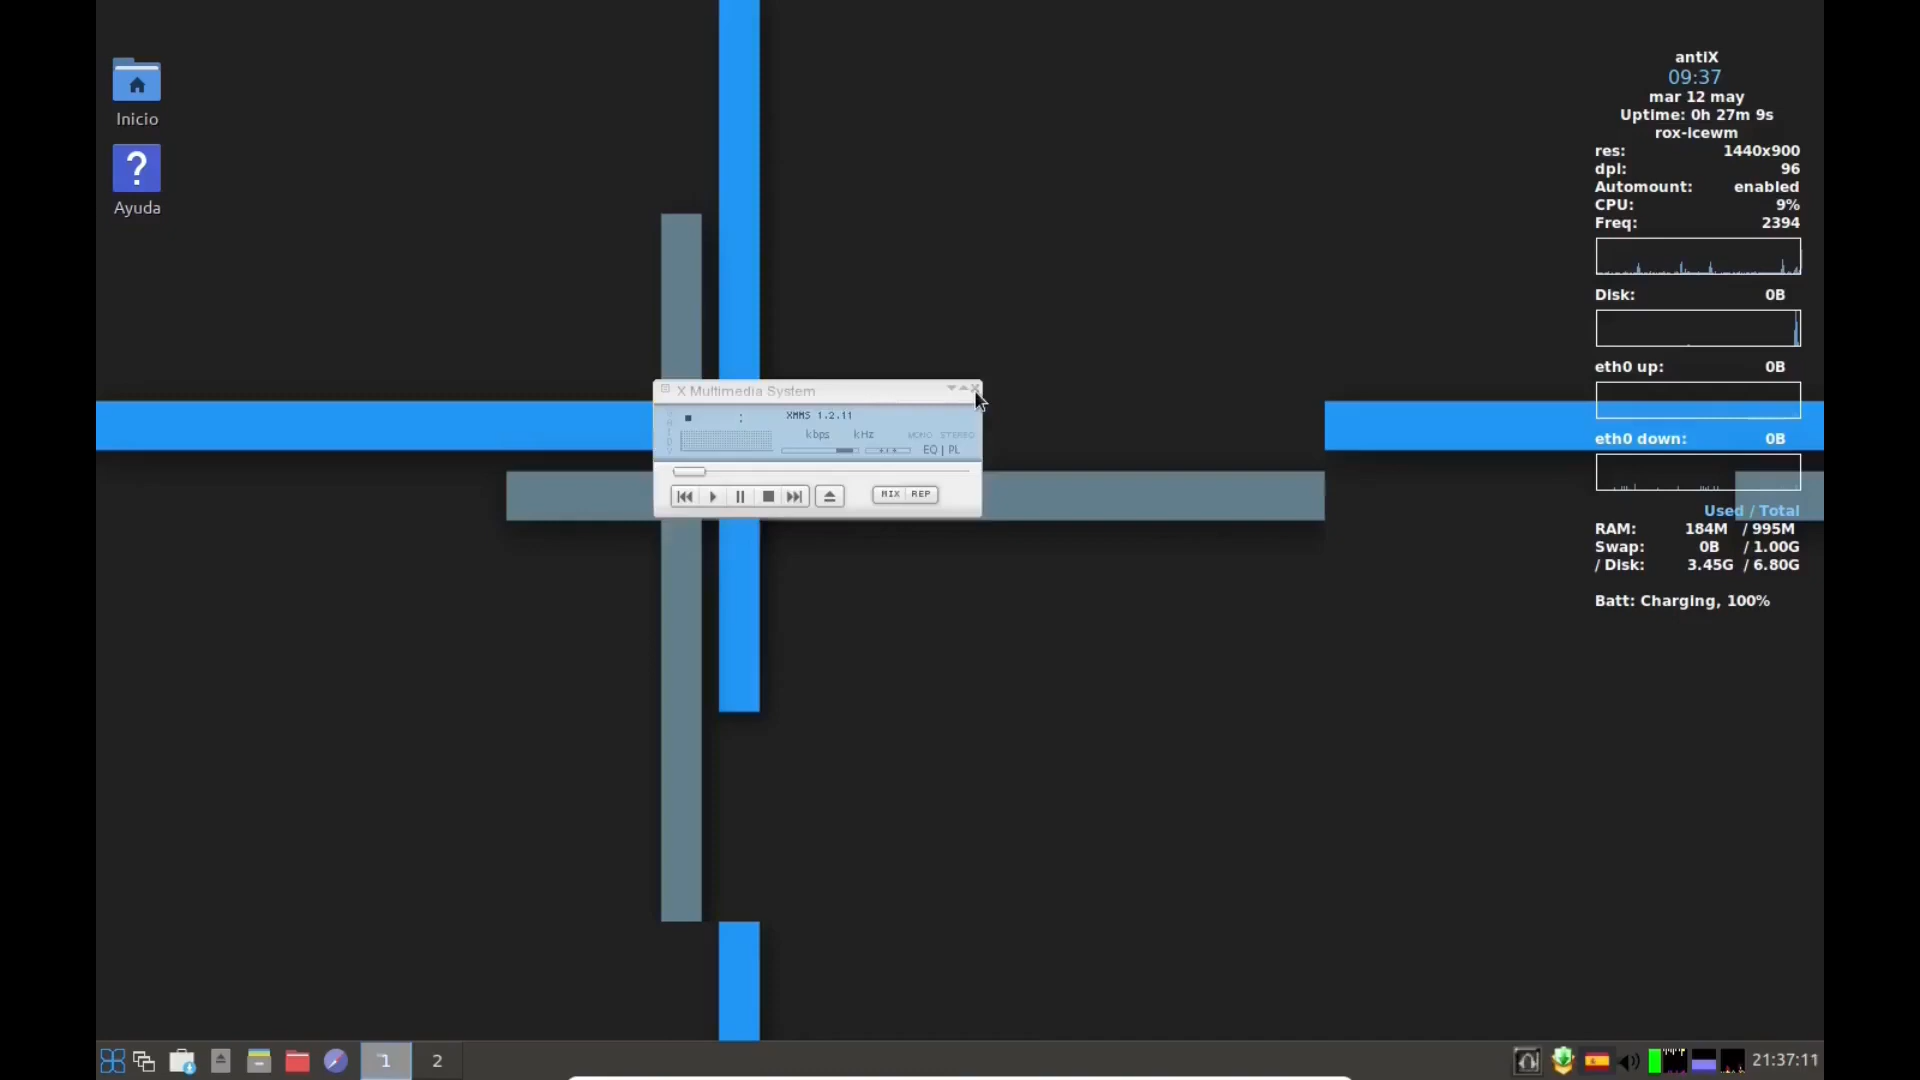 Inicio
?
Ayuda
X Multimedia System
:
XMMS 1.2.11
kbps kHz MONO STEREO
EQ | PL
MIX REP
antiX
09:37
mar 12 may
Uptime: 0h 27m 9s
rox-icewm
res: 1440x900
dpi: 96
Automount: enabled
CPU: 9%
Freq: 2394
Disk: 0B
eth0 up: 0B
eth0 down: 0B
Used / Total
RAM: 184M / 995M
Swap: 0B / 1.00G
/ Disk: 3.45G / 6.80G
Batt: Charging, 100%
1 2
21:37:11